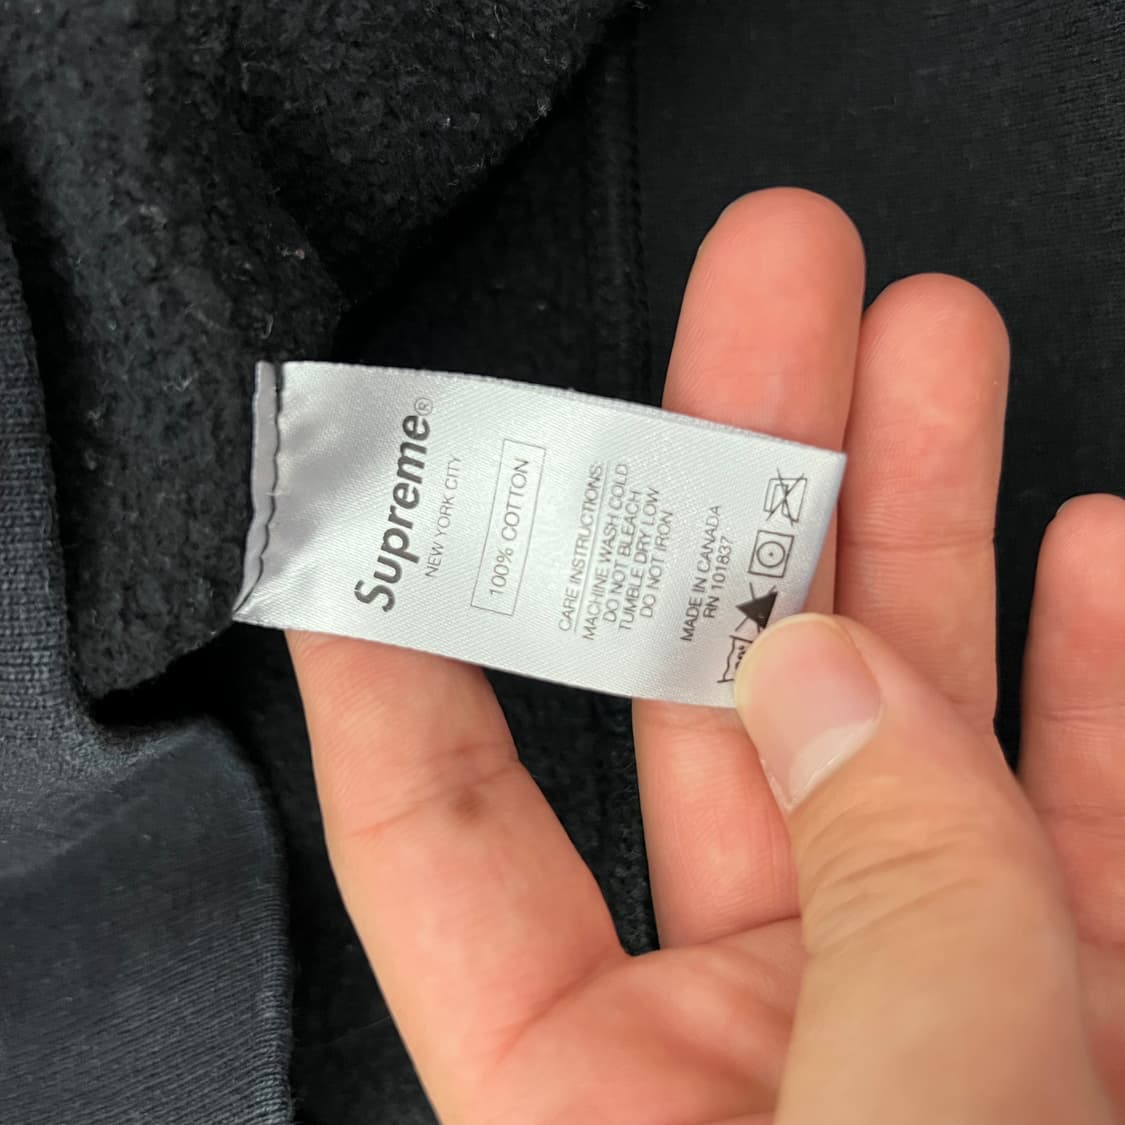 Supreme®
NEW YORK CITY
100% COTTON
CARE INSTRUCTIONS:
MACHINE WASH COLD
DO NOT BLEACH
TUMBLE DRY LOW
DO NOT IRON
MADE IN CANADA
RN 101837